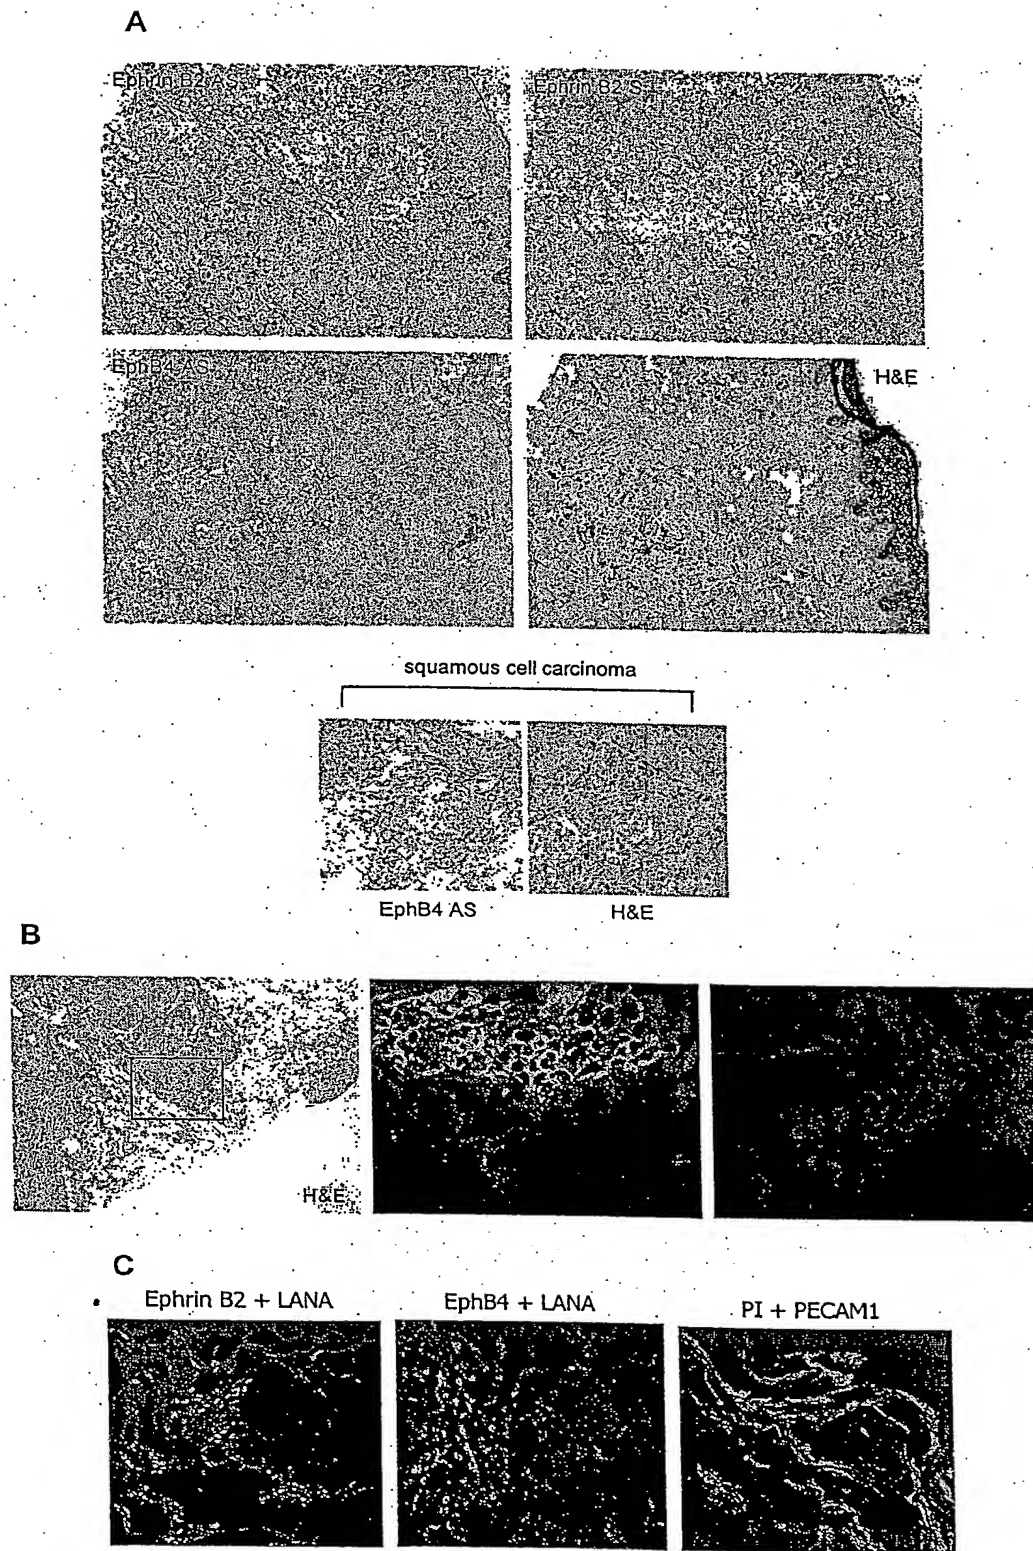 A
Ephrin B2 AS
Ephrin B2 S
EphB4 AS
H&E
squamous cell carcinoma
EphB4 AS
H&E
B
H&E
C
Ephrin B2 + LANA
EphB4 + LANA
PI + PECAM1